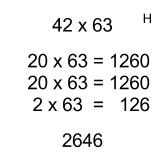 42 x 63 H
20 x 63 = 1260
20 x 63 = 1260
2 x 63 = 126
2646